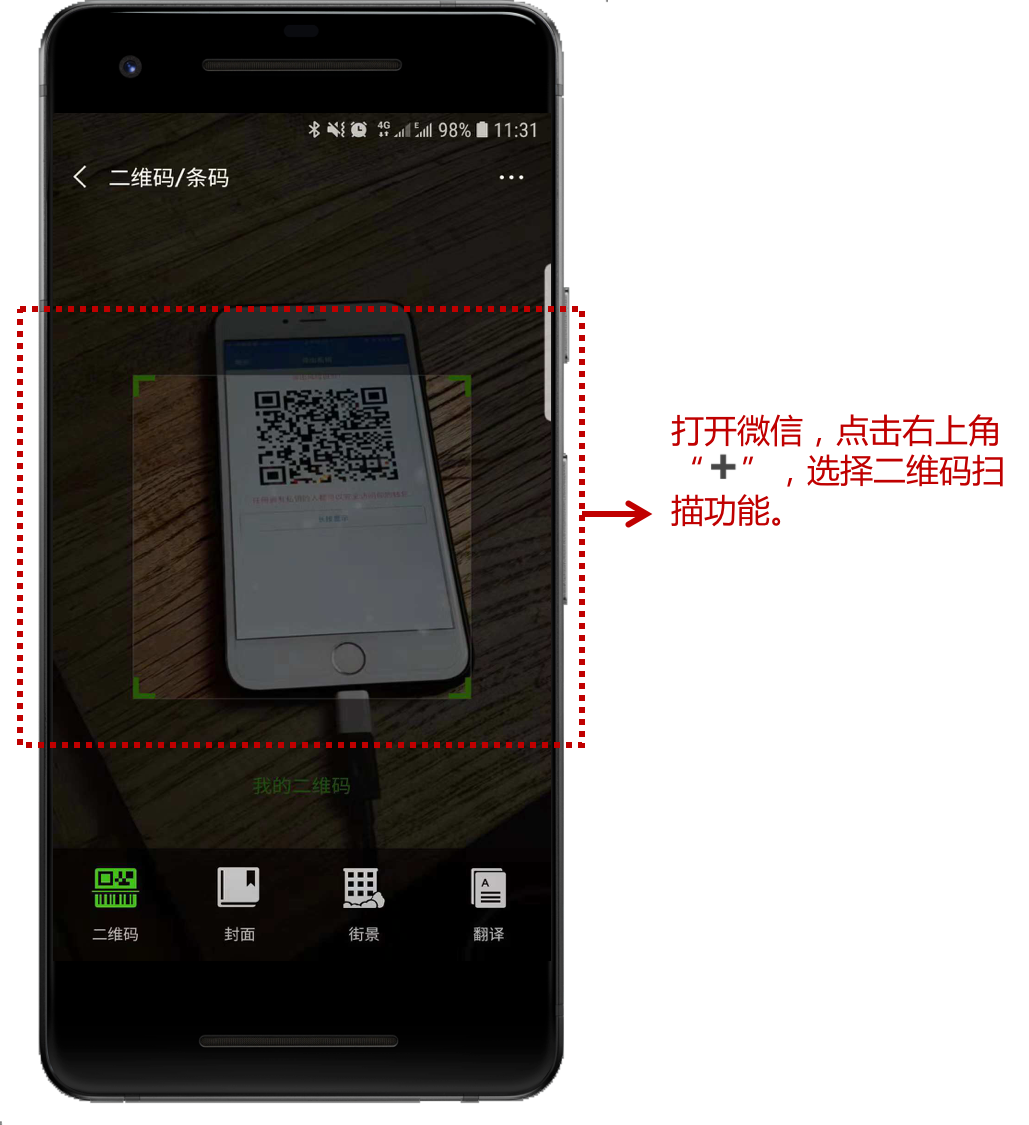 4G E 98% 11:31
二维码/条码
打开微信，点击右上角
“+”，选择二维码扫
描功能。
我的二维码
二维码 封面 街景 翻译